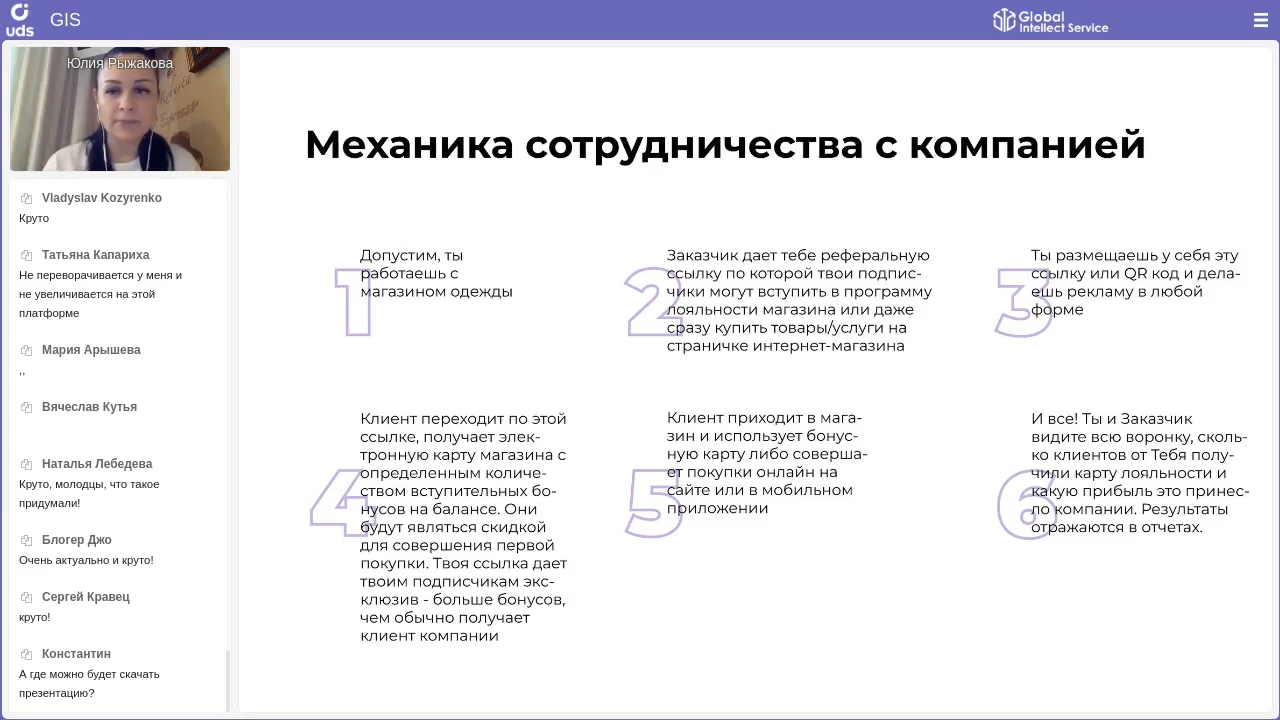 uds
GIS
Global
Intellect Service
Юлия Рыжакова
Vladyslav Kozyrenko
Круто
Татьяна Капариха
Не переворачивается у меня и
не увеличивается на этой
платформе
Мария Арышева
,,
Вячеслав Кутья
Наталья Лебедева
Круто, молодцы, что такое
придумали!
Блогер Джо
Очень актуально и круто!
Сергей Кравец
круто!
Константин
А где можно будет скачать
презентацию?
Механика сотрудничества с компанией
1
Допустим, ты
работаешь с
магазином одежды
2
Заказчик дает тебе реферальную
ссылку по которой твои подпис-
чики могут вступить в программу
лояльности магазина или даже
сразу купить товары/услуги на
страничке интернет-магазина
3
Ты размещаешь у себя эту
ссылку или QR код и дела-
ешь рекламу в любой
форме
4
Клиент переходит по этой
ссылке, получает элек-
тронную карту магазина с
определенным количе-
ством вступительных бо-
нусов на балансе. Они
будут являться скидкой
для совершения первой
покупки. Твоя ссылка дает
твоим подписчикам экс-
клюзив - больше бонусов,
чем обычно получает
клиент компании
5
Клиент приходит в мага-
зин и использует бонус-
ную карту либо соверша-
ет покупки онлайн на
сайте или в мобильном
приложении
6
И все! Ты и Заказчик
видите всю воронку, сколь-
ко клиентов от Тебя полу-
чили карту лояльности и
какую прибыль это принес-
ло компании. Результаты
отражаются в отчетах.